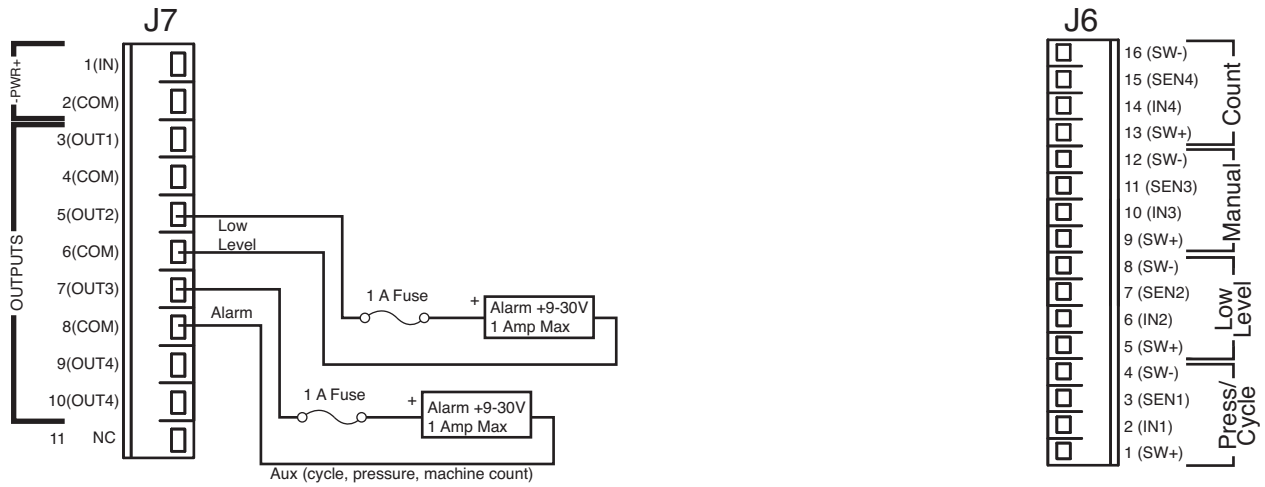 J7
-PWR+
1(IN)
2(COM)
OUTPUTS
3(OUT1)
4(COM)
5(OUT2)
6(COM)
7(OUT3)
8(COM)
9(OUT4)
10(OUT4)
11 NC
Low
Level
Alarm
1 A Fuse
+
Alarm +9-30V
1 Amp Max
1 A Fuse
+
Alarm +9-30V
1 Amp Max
Aux (cycle, pressure, machine count)
J6
16 (SW-)
15 (SEN4)
14 (IN4)
13 (SW+)
Count
12 (SW-)
11 (SEN3)
10 (IN3)
9 (SW+)
Manual
8 (SW-)
7 (SEN2)
6 (IN2)
5 (SW+)
Low
Level
4 (SW-)
3 (SEN1)
2 (IN1)
1 (SW+)
Press/
Cycle